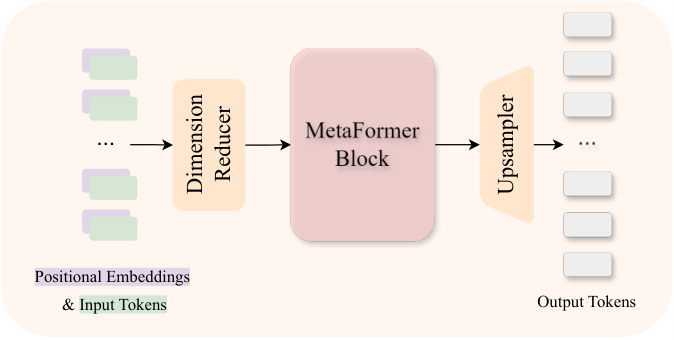 ...
Dimension
Reducer
MetaFormer
Block
Upsampler
...
Positional Embeddings
& Input Tokens
Output Tokens